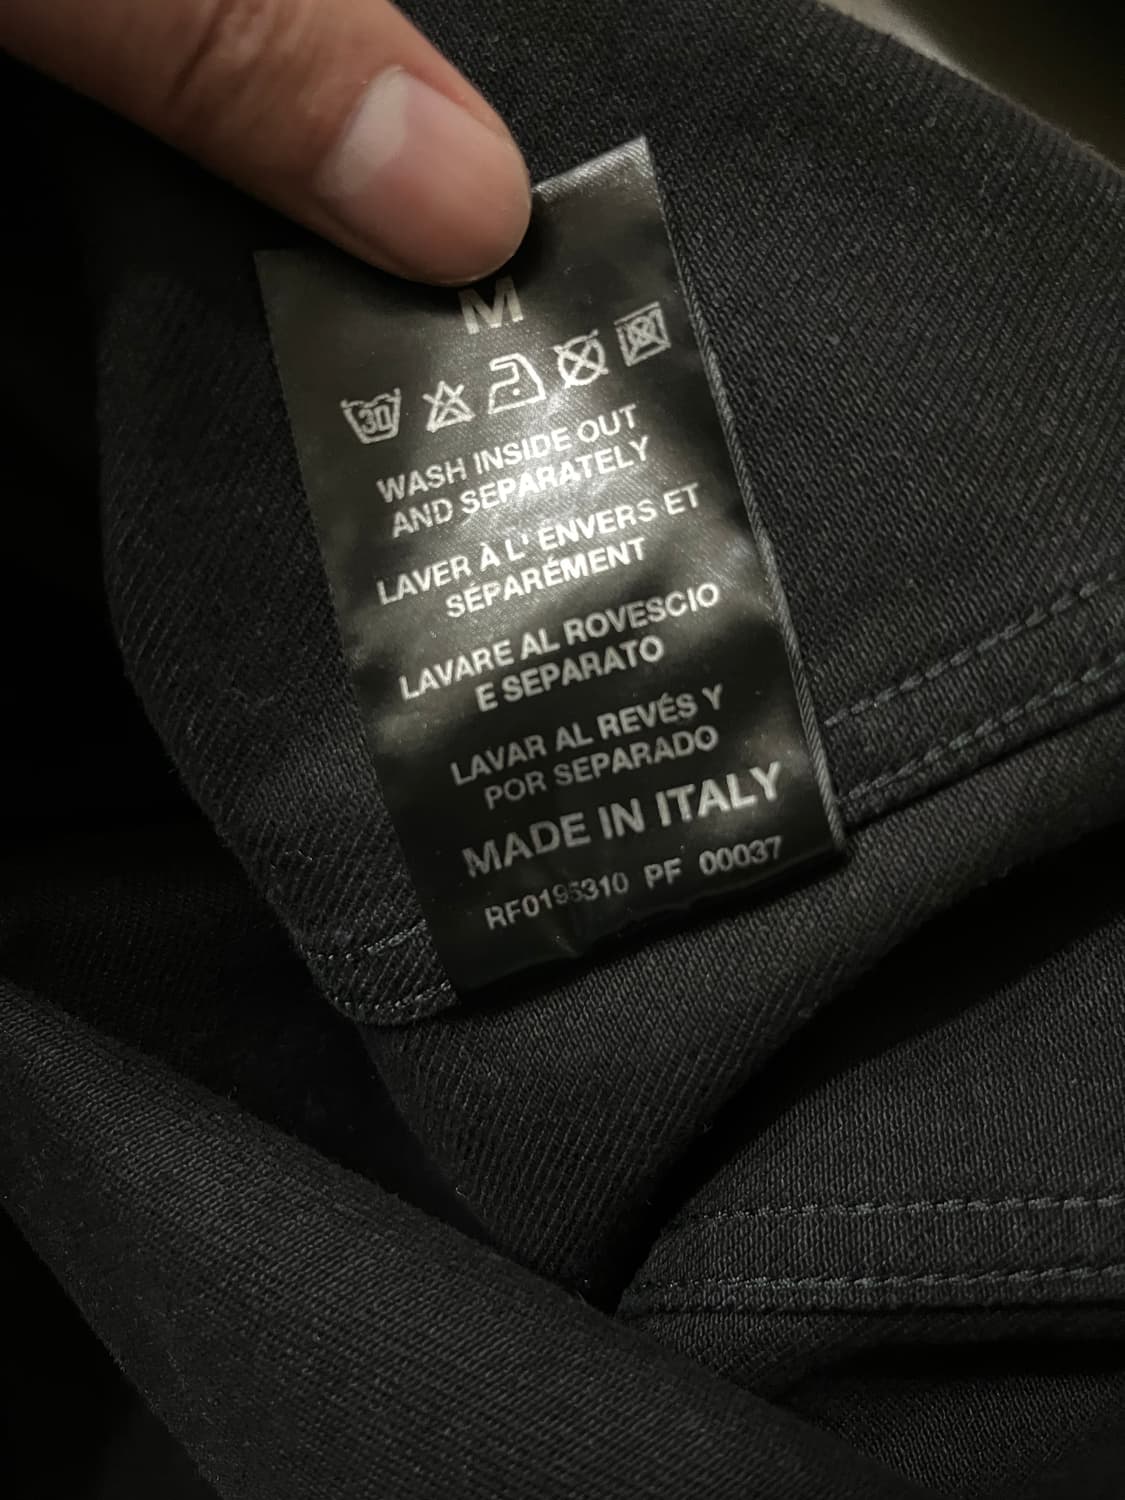 M
30
WASH INSIDE OUT
AND SEPARATELY
LAVER À L' ENVERS ET
SÉPARÉMENT
LAVARE AL ROVESCIO
E SEPARATO
LAVAR AL REVÉS Y
POR SEPARADO
MADE IN ITALY
RF0195310 PF 00037